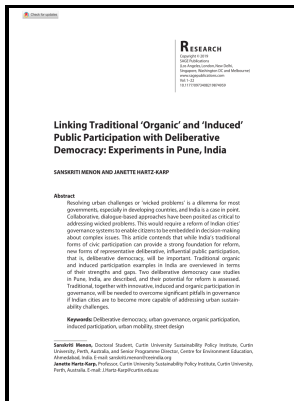 Check for updates
RESEARCH
Copyright © 2019
SAGE Publications
(Los Angeles, London, New Delhi,
Singapore, Washington DC and Melbourne)
www.sagepublications.com
Linking Traditional ‘Organic’ and ‘Induced’
Public Participation with Deliberative
Democracy: Experiments in Pune, India
SANSKRITI MENON AND JANETTE HARTZ-KARP
Abstract
Resolving urban challenges or ‘wicked problems’ is a dilemma for most
governments, especially in developing countries, and India is a case in point.
Collaborative, dialogue-based approaches have been posited as critical to
addressing wicked problems. This would require a reform of Indian cities’
governance systems to enable citizens to be embedded in decision-making
about complex issues. This article contends that while India’s traditional
forms of civic participation can provide a strong foundation for reform,
new forms of representative deliberative, influential public participation,
that is, deliberative democracy, will be important. Traditional organic
and induced participation examples in India are overviewed in terms
of their strengths and gaps. Two deliberative democracy case studies
in Pune, India, are described, and their potential for reform is assessed.
Traditional, together with innovative, induced and organic participation in
governance, will be needed to overcome significant pitfalls in governance
if Indian cities are to become more capable of addressing urban sustain-
ability challenges.
Keywords: Deliberative democracy, urban governance, organic participation,
induced participation, urban mobility, street design
Sanskriti Menon, Doctoral Student, Curtin University Sustainability Policy Institute, Curtin
University, Perth, Australia, and Senior Programme Director, Centre for Environment Education,
Ahmedabad, India. E-mail: sanskriti.menon@ceeindia.org
Janette Hartz-Karp, Professor, Curtin University Sustainability Policy Institute, Curtin University,
Perth, Australia. E-mail: J.Hartz-Karp@curtin.edu.au